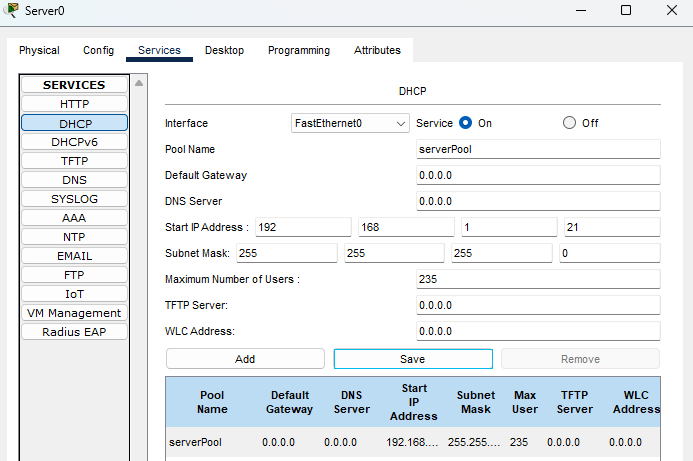 Server0
Physical Config Services Desktop Programming Attributes
SERVICES
HTTP
DHCP
DHCPv6
TFTP
DNS
SYSLOG
AAA
NTP
EMAIL
FTP
IoT
VM Management
Radius EAP
DHCP
Interface FastEthernet0 Service On Off
Pool Name serverPool
Default Gateway 0.0.0.0
DNS Server 0.0.0.0
Start IP Address : 192 168 1 21
Subnet Mask: 255 255 255 0
Maximum Number of Users : 235
TFTP Server: 0.0.0.0
WLC Address: 0.0.0.0
Add Save Remove
Pool Name Default Gateway DNS Server Start IP Address Subnet Mask Max User TFTP Server WLC Address
serverPool 0.0.0.0 0.0.0.0 192.168.... 255.255.... 235 0.0.0.0 0.0.0.0